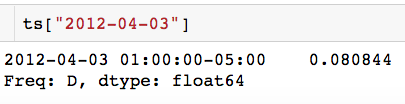 ts["2012-04-03"]
2012-04-03 01:00:00-05:00    0.080844
Freq: D, dtype: float64